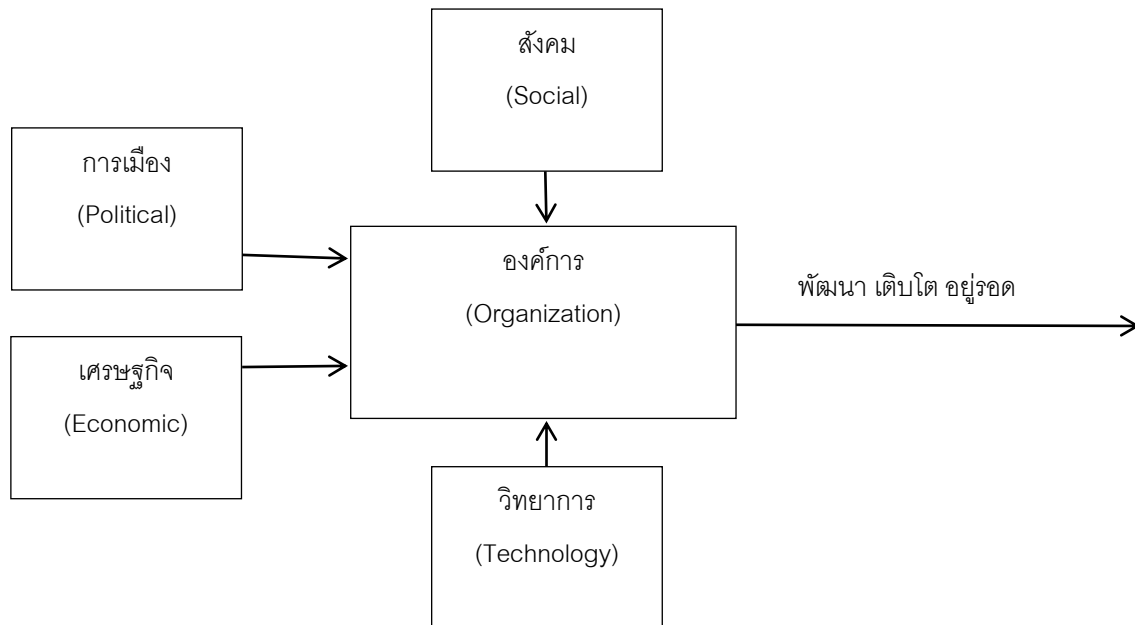 สังคม
(Social)
การเมือง
(Political)
องค์การ
(Organization)
พัฒนา เติบโต อยู่รอด
เศรษฐกิจ
(Economic)
วิทยาการ
(Technology)